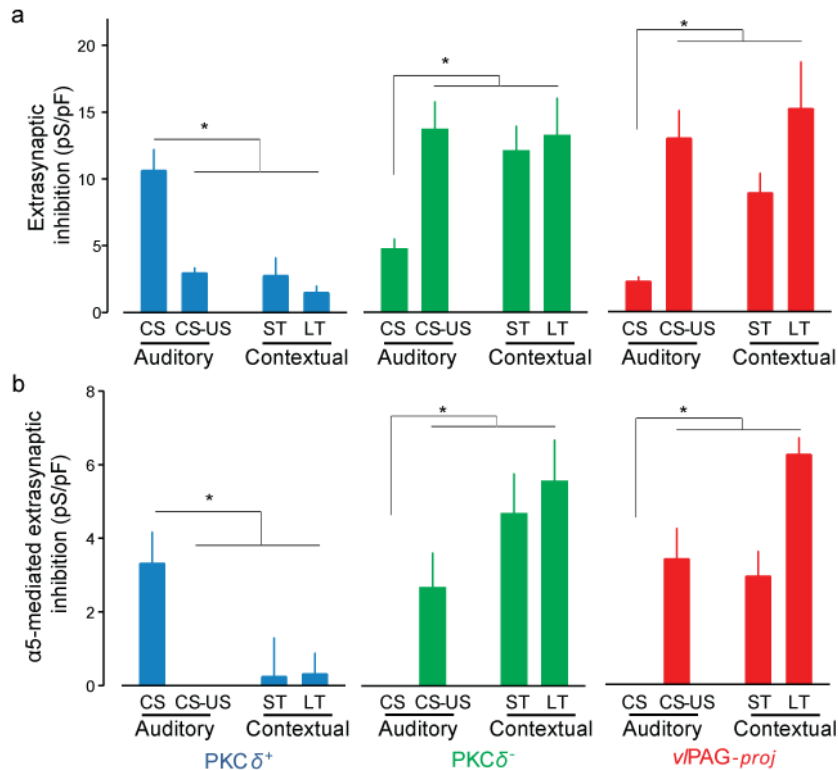 a
Extrasynaptic
inhibition (pS/pF)
20
15
10
5
0
*
*
*
CS CS-US ST LT
Auditory Contextual
CS CS-US ST LT
Auditory Contextual
CS CS-US ST LT
Auditory Contextual
b
α5-mediated extrasynaptic
inhibition (pS/pF)
8
6
4
2
0
*
*
*
CS CS-US ST LT
Auditory Contextual
CS CS-US ST LT
Auditory Contextual
CS CS-US ST LT
Auditory Contextual
PKCδ⁺ PKCδ⁻ vlPAG-proj